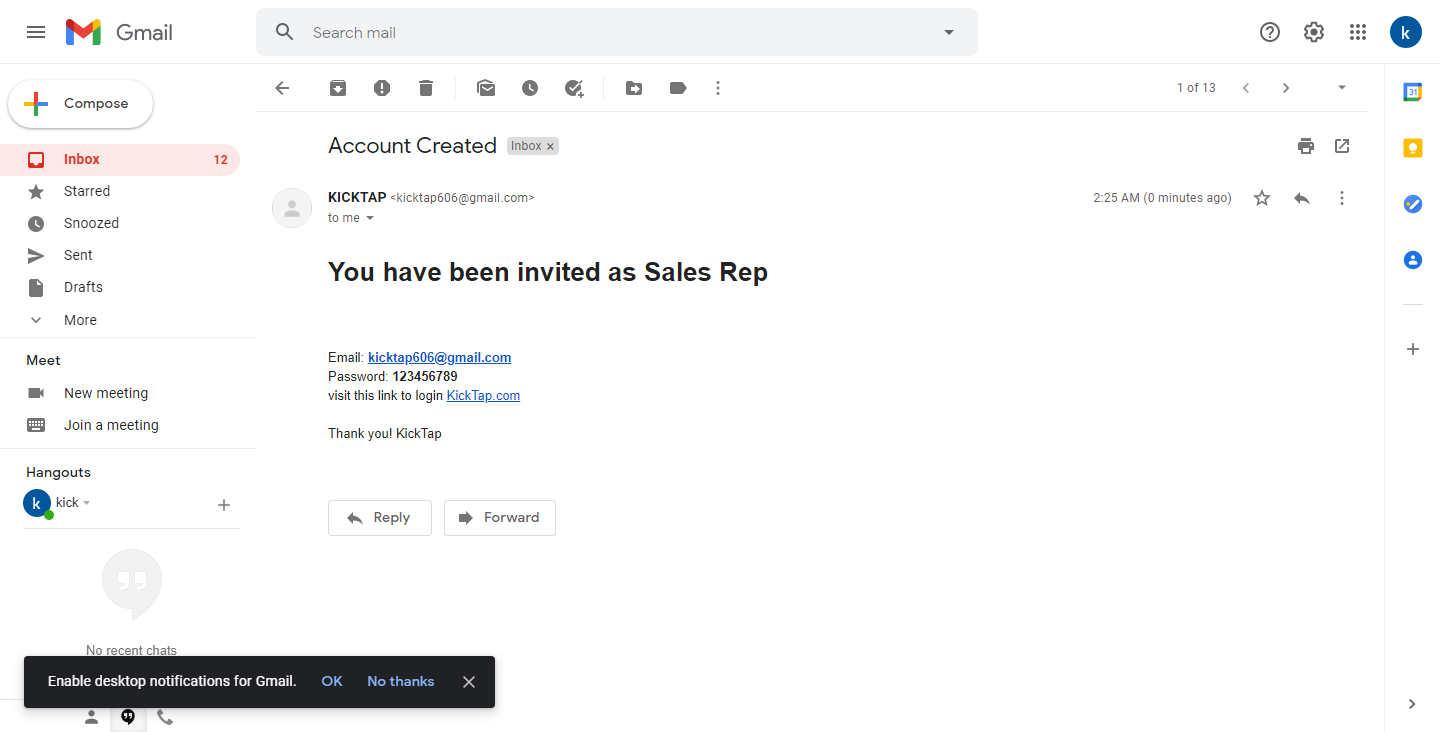 Gmail
Search mail
k
Compose
1 of 13
31
Inbox 12
Starred
Snoozed
Sent
Drafts
More
Meet
New meeting
Join a meeting
Hangouts
k kick
No recent chats
Account Created Inbox ×
KICKTAP <kicktap606@gmail.com> 2:25 AM (0 minutes ago)
to me
You have been invited as Sales Rep
Email: kicktap606@gmail.com
Password: 123456789
visit this link to login KickTap.com
Thank you! KickTap
Reply Forward
Enable desktop notifications for Gmail. OK No thanks